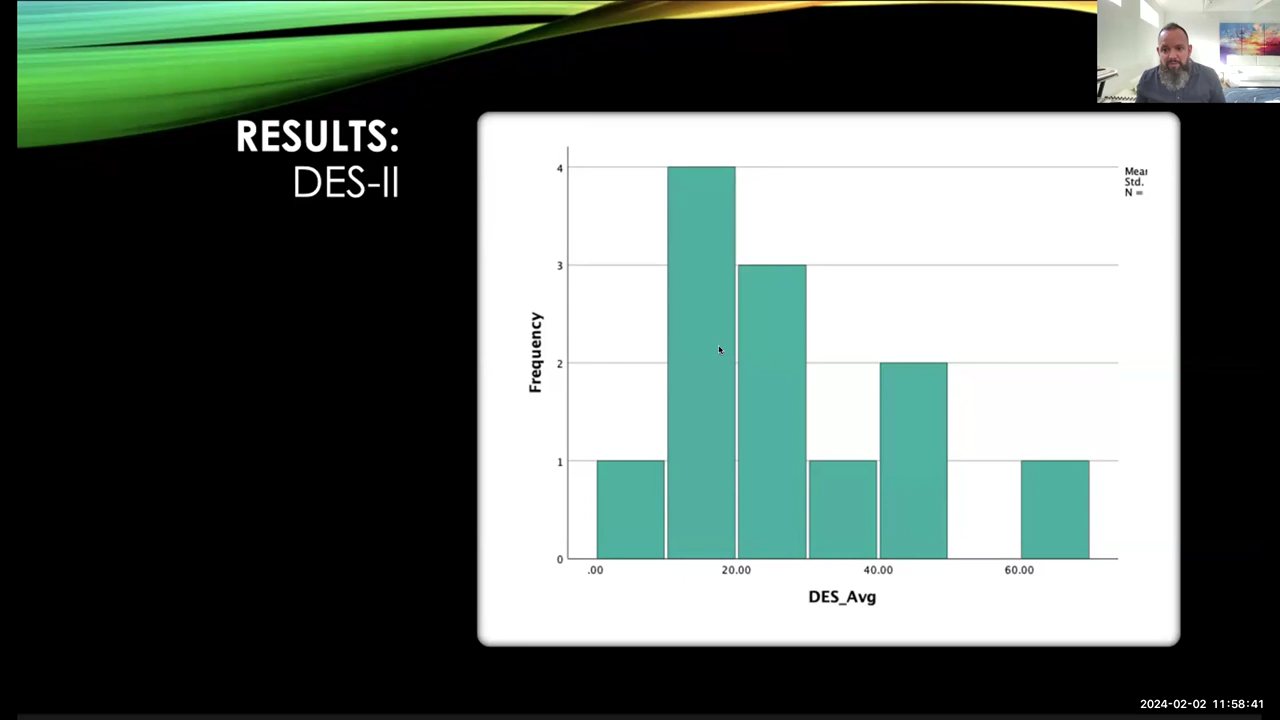 RESULTS:
DES-II
4
3
2
1
0
Frequency
.00
20.00
40.00
60.00
DES_Avg
Std.
N =
2024-02-02 11:58:41